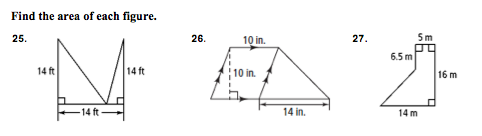 Find the area of each figure.
25.
14 ft
14 ft
14 ft
26.
10 in.
10 in.
14 in.
27.
5 m
6.5 m
16 m
14 m